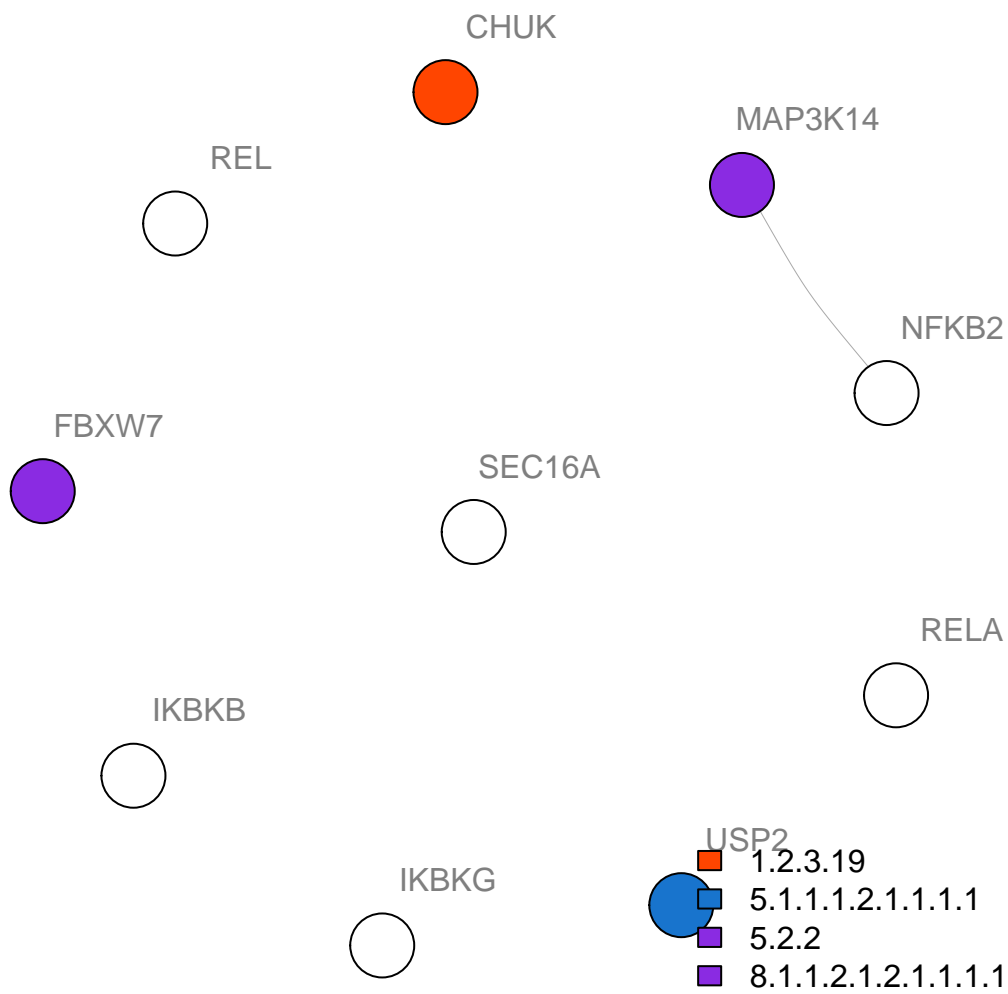 CHUK
MAP3K14
REL
NFKB2
FBXW7
SEC16A
RELA
IKBKB
USP2
1.2.3.19
IKBKG
5.1.1.1.2.1.1.1.1
5.2.2
8.1.1.2.1.2.1.1.1.1